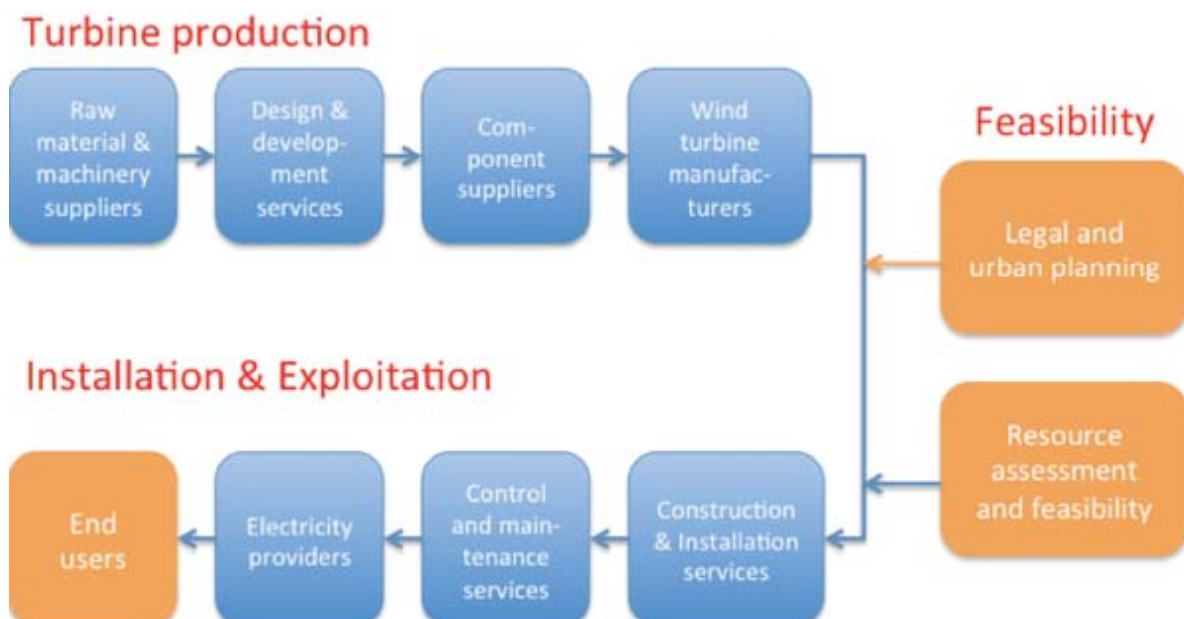 Turbine production
Raw
material &
machinery
suppliers
Design &
develop-
ment
services
Com-
ponent
suppliers
Wind
turbine
manufac-
turers
Feasibility
Legal and
urban planning
Resource
assessment
and feasibility
Installation & Exploitation
End
users
Electricity
providers
Control
and main-
tenance
services
Construction
& Installation
services